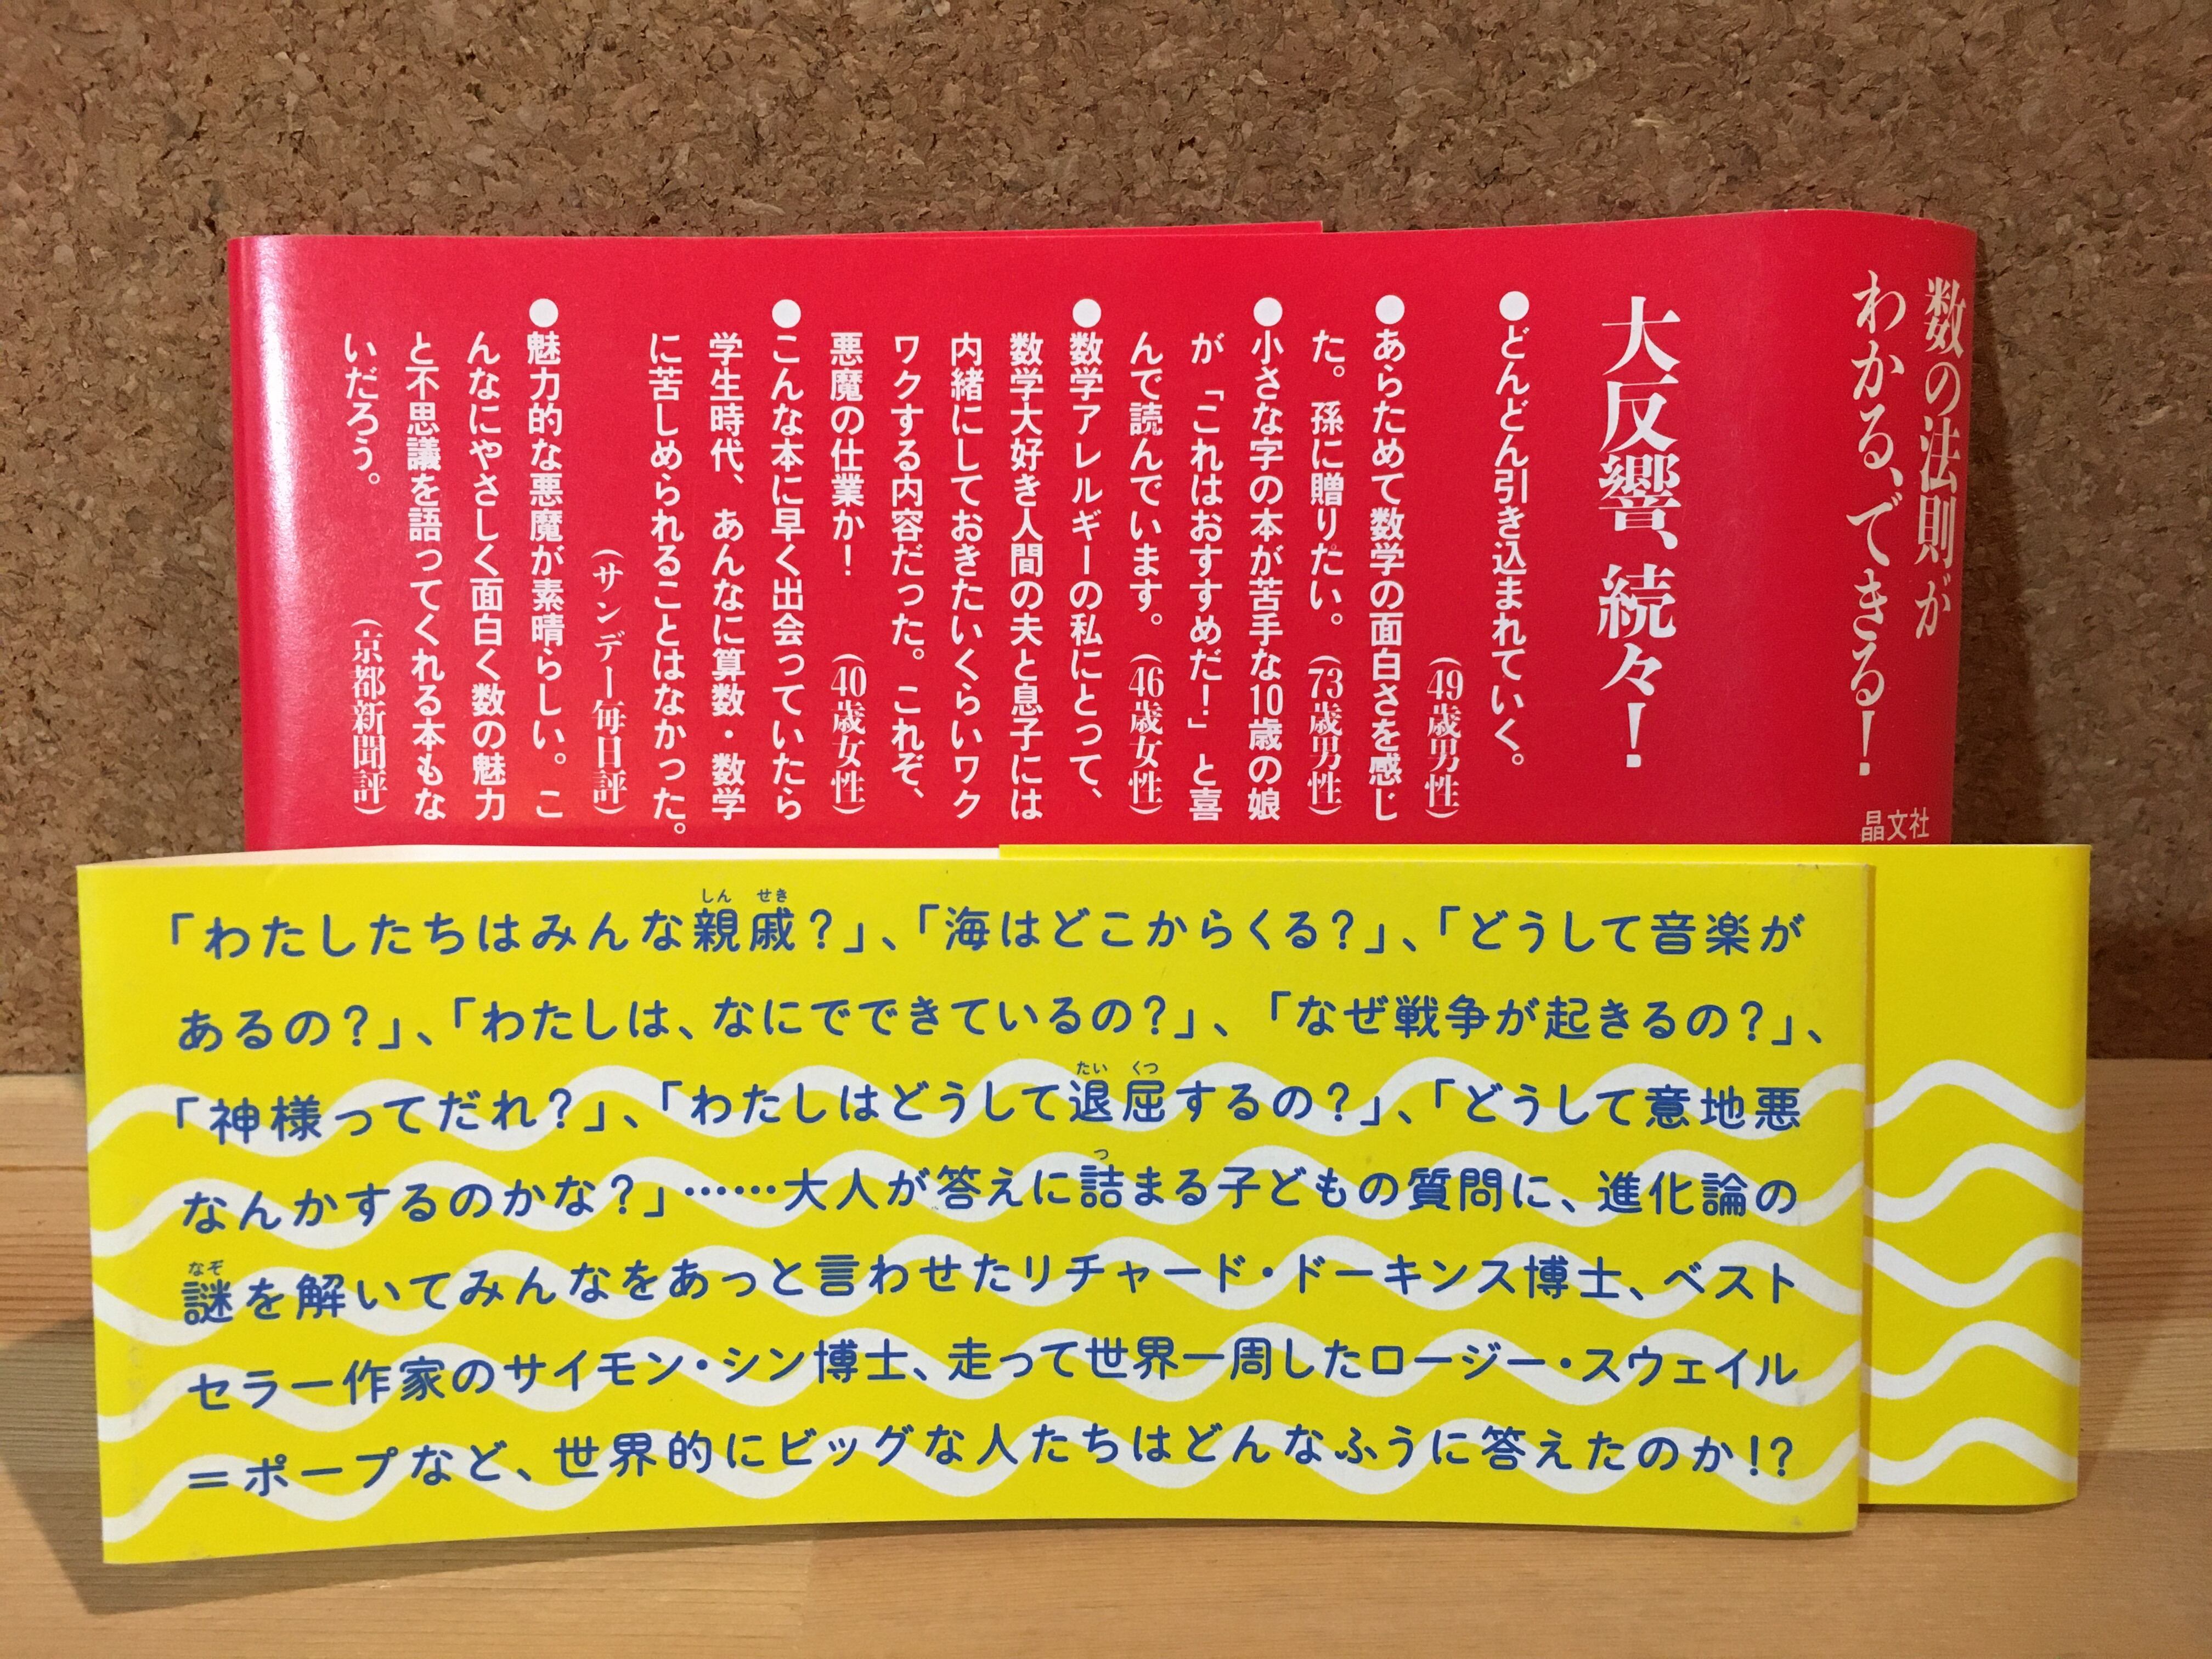 数の法則が
わかる、できる!
晶文社
大反響、続々!
●どんどん引き込まれていく。
(49歳男性)
●あらためて数学の面白さを感じ
た。孫に贈りたい。(73歳男性)
●小さな字の本が苦手な10歳の娘
が「これはおすすめだ!」と喜
んで読んでいます。(46歳女性)
●数学アレルギーの私にとって、
数学大好き人間の夫と息子には
内緒にしておきたいくらいワク
ワクする内容だった。これぞ、
悪魔の仕業か!(40歳女性)
●こんな本に早く出会っていたら
学生時代、あんなに算数・数学
に苦しめられることはなかった。
(サンデー毎日評)
●魅力的な悪魔が素晴らしい。こ
んなにやさしく面白く数の魅力
と不思議を語ってくれる本もな
いだろう。(京都新聞評)
しん せき
「わたしたちはみんな親戚?」、「海はどこからくる?」、「どうして音楽が
あるの?」、「わたしは、なにでできているの?」、「なぜ戦争が起きるの?」、
たい くつ
「神様ってだれ?」、「わたしはどうして退屈するの?」、「どうして意地悪
つ
なんかするのかな?」……大人が答えに詰まる子どもの質問に、進化論の
なぞ
謎を解いてみんなをあっと言わせたリチャード・ドーキンス博士、ベスト
セラー作家のサイモン・シン博士、走って世界一周したロージー・スウェイル
=ポープなど、世界的にビッグな人たちはどんなふうに答えたのか!?